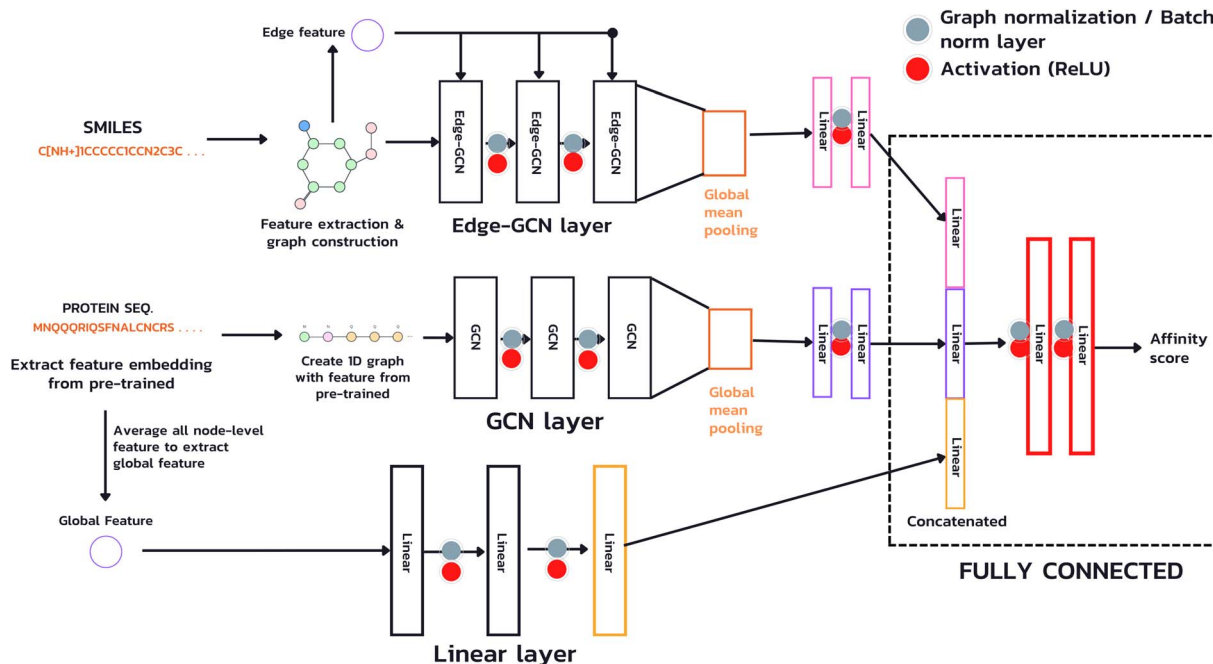 Graph normalization / Batch
norm layer
Activation (ReLU)
Edge feature
SMILES
C[NH+]1CCCCC1CCN2C3C . . .
Feature extraction &
graph construction
Edge-GCN
Edge-GCN
Edge-GCN
Edge-GCN layer
Global
mean
pooling
Linear
Linear
PROTEIN SEQ.
MNQQQRIQSFNALCNCRS . . . .
Extract feature embedding
from pre-trained
M N Q Q Q ...
Create 1D graph
with feature from
pre-trained
GCN
GCN
GCN
GCN layer
Global
mean
pooling
Linear
Linear
Average all node-level
feature to extract
global feature
Global Feature
Linear
Linear
Linear
Linear layer
Linear
Linear
Linear
Concatenated
Linear
Linear
Affinity
score
FULLY CONNECTED